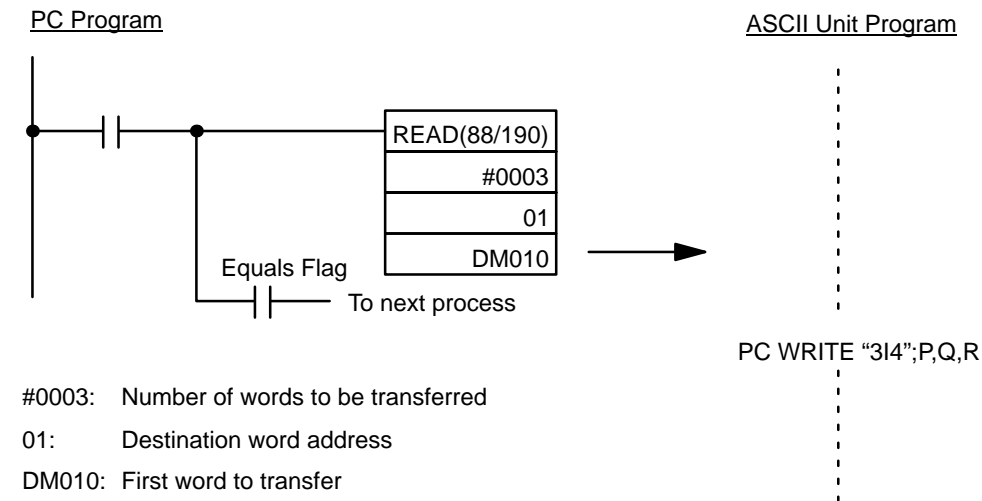 PC Program
ASCII Unit Program
READ(88/190)
#0003
01
DM010
Equals Flag
To next process
PC WRITE “3I4”;P,Q,R
#0003: Number of words to be transferred
01: Destination word address
DM010: First word to transfer